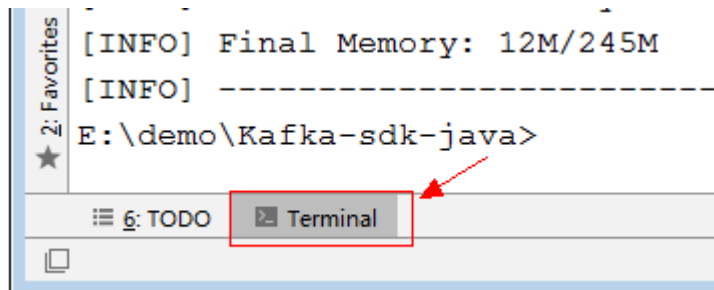 [INFO] Final Memory: 12M/245M
[INFO] --------------------------
E:\demo\Kafka-sdk-java>
2: Favorites
6: TODO
Terminal